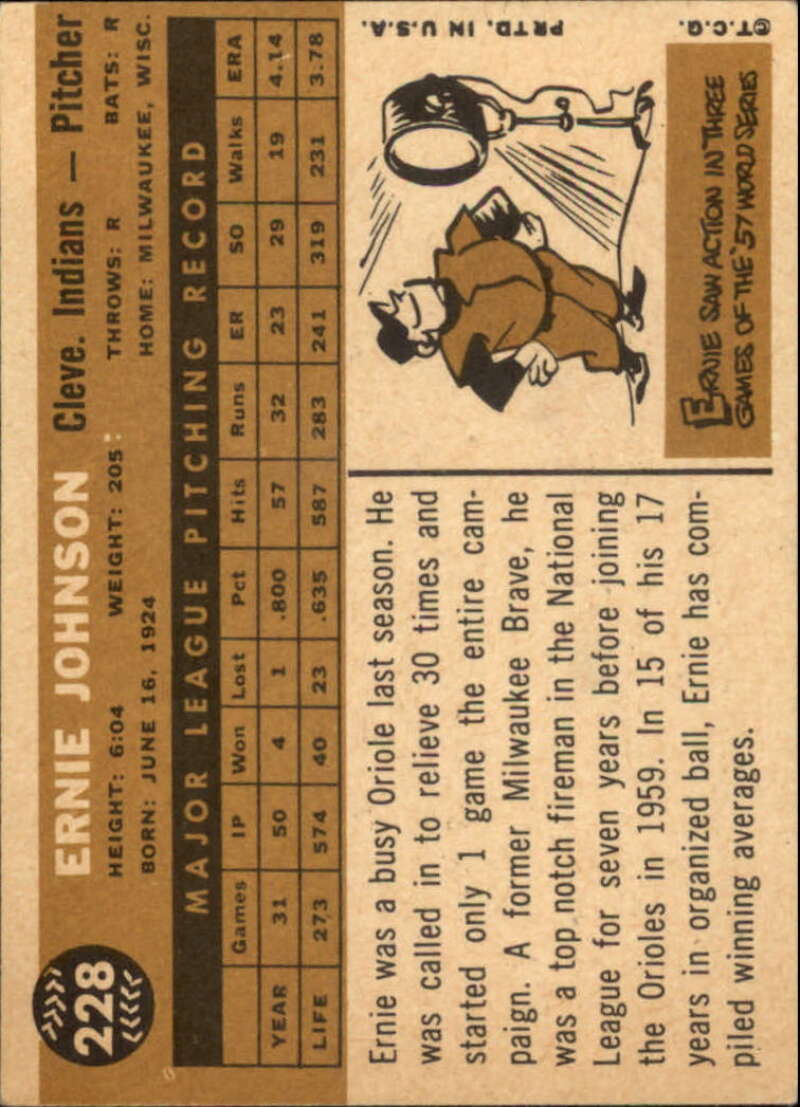 228
ERNIE JOHNSON Cleve. Indians — Pitcher
HEIGHT: 6:04 WEIGHT: 205 THROWS: R BATS: R
BORN: JUNE 16, 1924 HOME: MILWAUKEE, WISC.
MAJOR LEAGUE PITCHING RECORD
Games IP Won Lost Pct Hits Runs ER SO Walks ERA
YEAR 31 50 4 1 .800 57 32 23 29 19 4.14
LIFE 273 574 40 23 .635 587 283 241 319 231 3.78
Ernie was a busy Oriole last season. He
was called in to relieve 30 times and
started only 1 game the entire cam-
paign. A former Milwaukee Brave, he
was a top notch fireman in the National
League for seven years before joining
the Orioles in 1959. In 15 of his 17
years in organized ball, Ernie has com-
piled winning averages.
ERNIE SAW ACTION IN THREE
GAMES OF THE '57 WORLD SERIES
©T.C.G. PRTD. IN U.S.A.